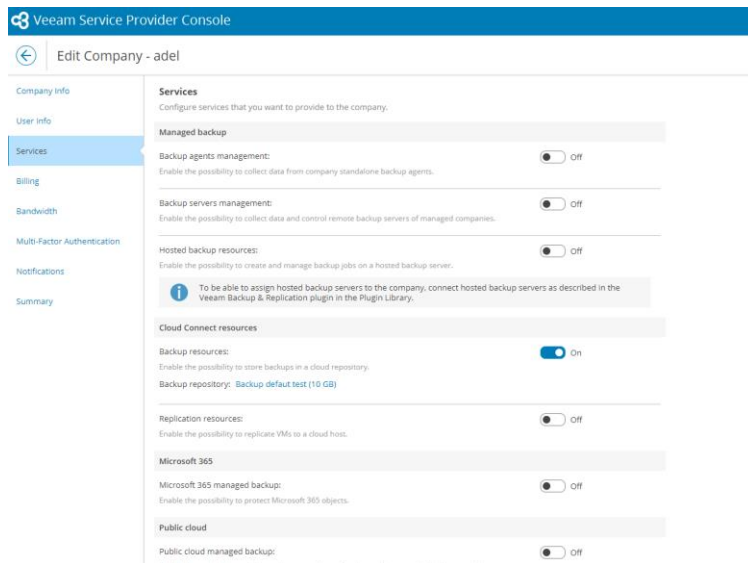 Veeam Service Provider Console
Edit Company - adel
Company Info
User Info
Services
Billing
Bandwidth
Multi-Factor Authentication
Notifications
Summary
Services
Configure services that you want to provide to the company.
Managed backup
Backup agents management:
Off
Enable the possibility to collect data from company standalone backup agents.
Backup servers management:
Off
Enable the possibility to collect data and control remote backup servers of managed companies.
Hosted backup resources:
Off
Enable the possibility to create and manage backup jobs on a hosted backup server.
To be able to assign hosted backup servers to the company, connect hosted backup servers as described in the
Veeam Backup & Replication plugin in the Plugin Library.
Cloud Connect resources
Backup resources:
On
Enable the possibility to store backups in a cloud repository.
Backup repository: Backup defaut test (10 GB)
Replication resources:
Off
Enable the possibility to replicate VMs to a cloud host.
Microsoft 365
Microsoft 365 managed backup:
Off
Enable the possibility to protect Microsoft 365 objects.
Public cloud
Public cloud managed backup:
Off